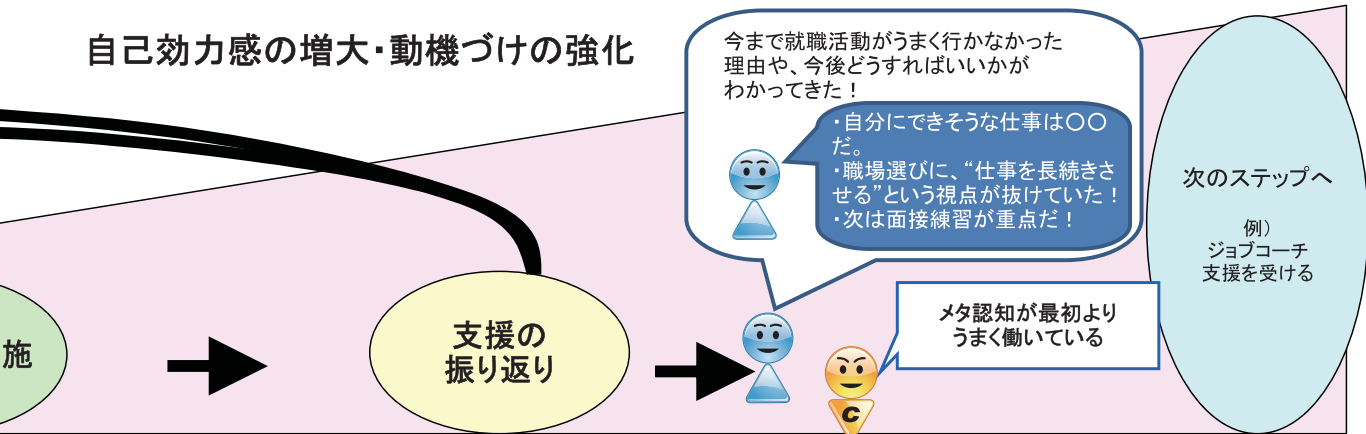 自己効力感の増大・動機づけの強化
今まで就職活動がうまく行かなかった
理由や、今後どうすればいいかが
わかってきた！
・自分にできそうな仕事は〇〇
だ。
・職場選びに、“仕事を長続きさ
せる”という視点が抜けていた！
・次は面接練習が重点だ！
次のステップへ
例）
ジョブコーチ
支援を受ける
メタ認知が最初より
うまく働いている
施
支援の
振り返り
C